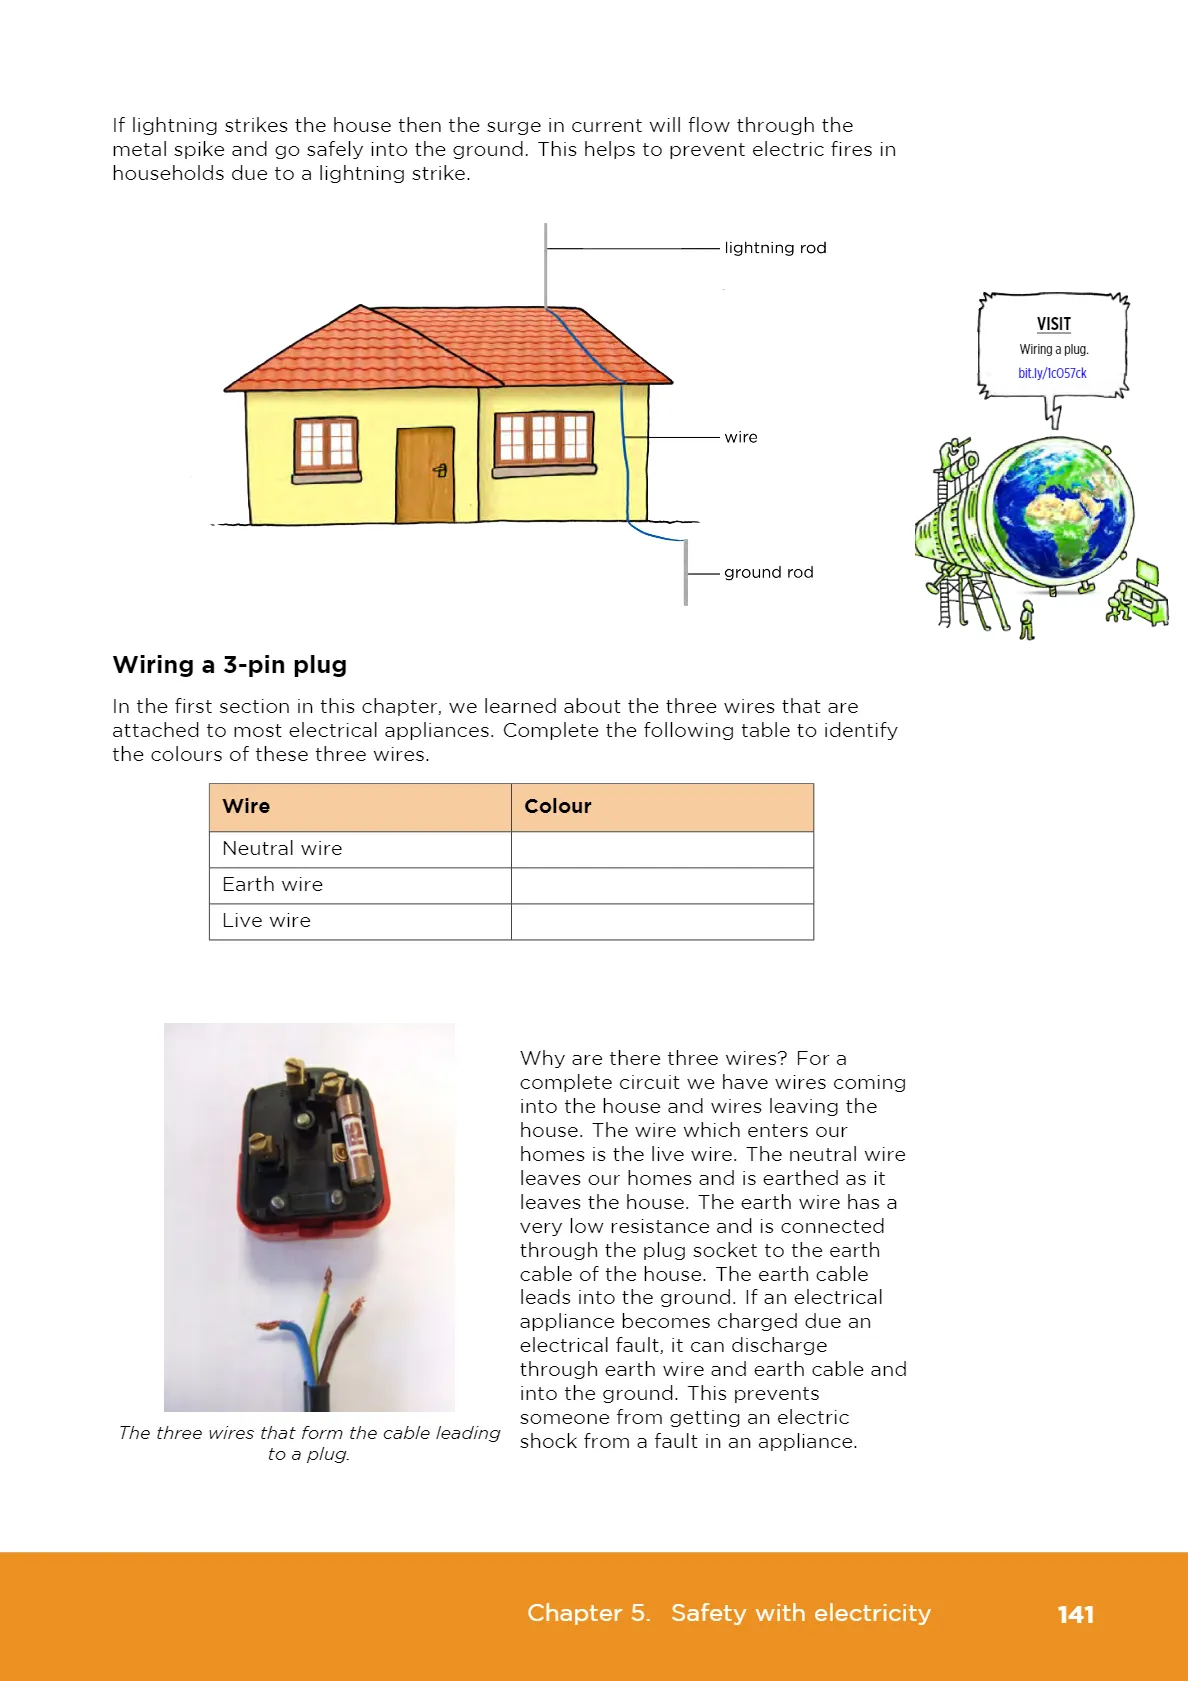 If lightning strikes the house then the surge in current will flow through the
metal spike and go safely into the ground. This helps to prevent electric fires in
households due to a lightning strike.
lightning rod
wire
ground rod
VISIT
Wiring a plug.
bit.ly/1cO57ck
Wiring a 3-pin plug
In the first section in this chapter, we learned about the three wires that are
attached to most electrical appliances. Complete the following table to identify
the colours of these three wires.
Wire Colour
Neutral wire
Earth wire
Live wire
The three wires that form the cable leading
to a plug.
Why are there three wires? For a
complete circuit we have wires coming
into the house and wires leaving the
house. The wire which enters our
homes is the live wire. The neutral wire
leaves our homes and is earthed as it
leaves the house. The earth wire has a
very low resistance and is connected
through the plug socket to the earth
cable of the house. The earth cable
leads into the ground. If an electrical
appliance becomes charged due an
electrical fault, it can discharge
through earth wire and earth cable and
into the ground. This prevents
someone from getting an electric
shock from a fault in an appliance.
Chapter 5. Safety with electricity 141